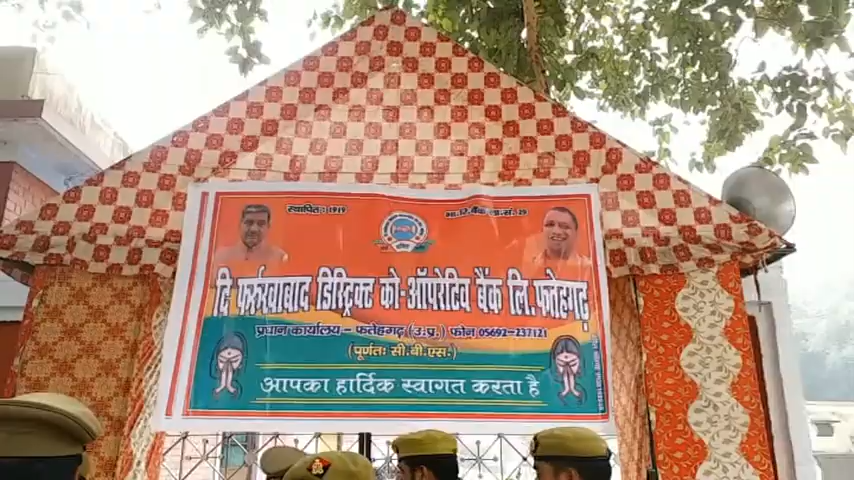 स्थापित : 1919
दि फर्रुखाबाद डिस्ट्रिक्ट को-ऑपरेटिव बैंक लि. फतेहगढ़
प्रधान कार्यालय – फतेहगढ़ (उ.प्र.) फोन 05692-237121
(पूर्णतः सी.बी.एस.)
आपका हार्दिक स्वागत करता है